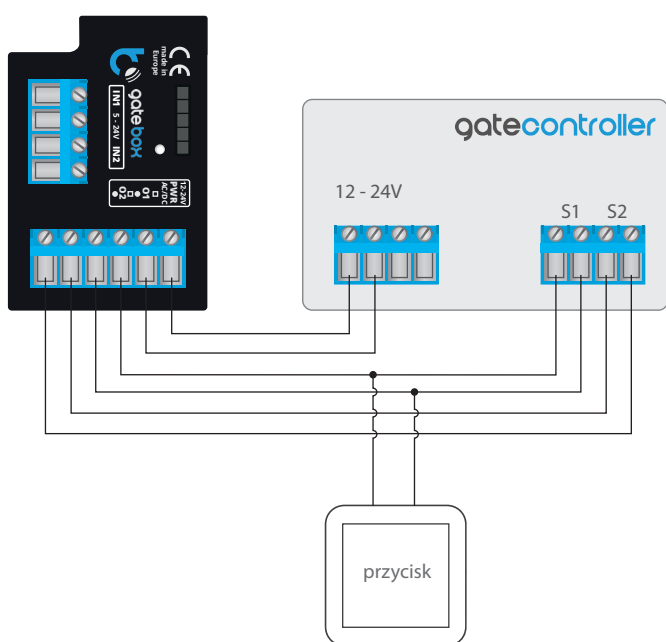 made in
Europe
CE
gatebox
IN1 5 - 24V IN2
12-24V
PWR
AC/DC
O1
O2
gatecontroller
12 - 24V
S1 S2
przycisk